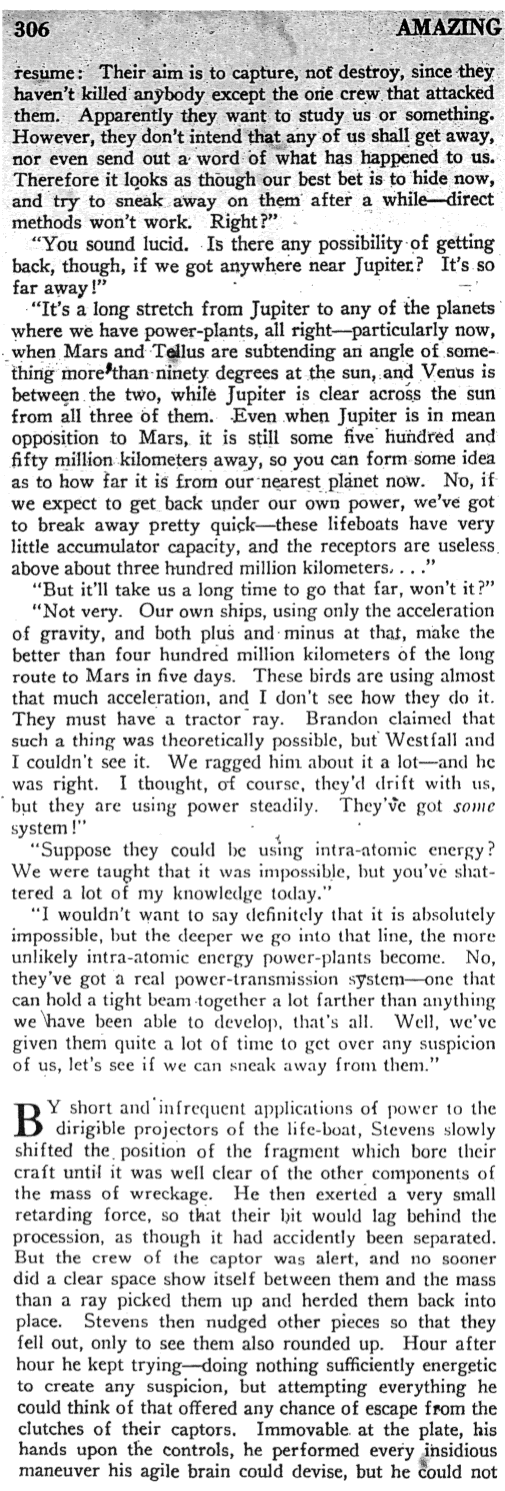 306 AMAZING
resume: Their aim is to capture, not destroy, since they
haven't killed anybody except the one crew that attacked
them. Apparently they want to study us or something.
However, they don't intend that any of us shall get away,
nor even send out a word of what has happened to us.
Therefore it looks as though our best bet is to hide now,
and try to sneak away on them after a while—direct
methods won't work. Right?"
"You sound lucid. Is there any possibility of getting
back, though, if we got anywhere near Jupiter? It's so
far away!"
"It's a long stretch from Jupiter to any of the planets
where we have power-plants, all right—particularly now,
when Mars and Tellus are subtending an angle of some-
thing more than ninety degrees at the sun, and Venus is
between the two, while Jupiter is clear across the sun
from all three of them. Even when Jupiter is in mean
opposition to Mars, it is still some five hundred and
fifty million kilometers away, so you can form some idea
as to how far it is from our nearest planet now. No, if
we expect to get back under our own power, we've got
to break away pretty quick—these lifeboats have very
little accumulator capacity, and the receptors are useless
above about three hundred million kilometers. . . ."
"But it'll take us a long time to go that far, won't it?"
"Not very. Our own ships, using only the acceleration
of gravity, and both plus and minus at that, make the
better than four hundred million kilometers of the long
route to Mars in five days. These birds are using almost
that much acceleration, and I don't see how they do it.
They must have a tractor ray. Brandon claimed that
such a thing was theoretically possible, but Westfall and
I couldn't see it. We ragged him about it a lot—and he
was right. I thought, of course, they'd drift with us,
but they are using power steadily. They've got some
system!"
"Suppose they could be using intra-atomic energy?
We were taught that it was impossible, but you've shat-
tered a lot of my knowledge today."
"I wouldn't want to say definitely that it is absolutely
impossible, but the deeper we go into that line, the more
unlikely intra-atomic energy power-plants become. No,
they've got a real power-transmission system—one that
can hold a tight beam together a lot farther than anything
we have been able to develop, that's all. Well, we've
given them quite a lot of time to get over any suspicion
of us, let's see if we can sneak away from them."
BY short and infrequent applications of power to the
dirigible projectors of the life-boat, Stevens slowly
shifted the position of the fragment which bore their
craft until it was well clear of the other components of
the mass of wreckage. He then exerted a very small
retarding force, so that their bit would lag behind the
procession, as though it had accidently been separated.
But the crew of the captor was alert, and no sooner
did a clear space show itself between them and the mass
than a ray picked them up and herded them back into
place. Stevens then nudged other pieces so that they
fell out, only to see them also rounded up. Hour after
hour he kept trying—doing nothing sufficiently energetic
to create any suspicion, but attempting everything he
could think of that offered any chance of escape from the
clutches of their captors. Immovable at the plate, his
hands upon the controls, he performed every insidious
maneuver his agile brain could devise, but he could not